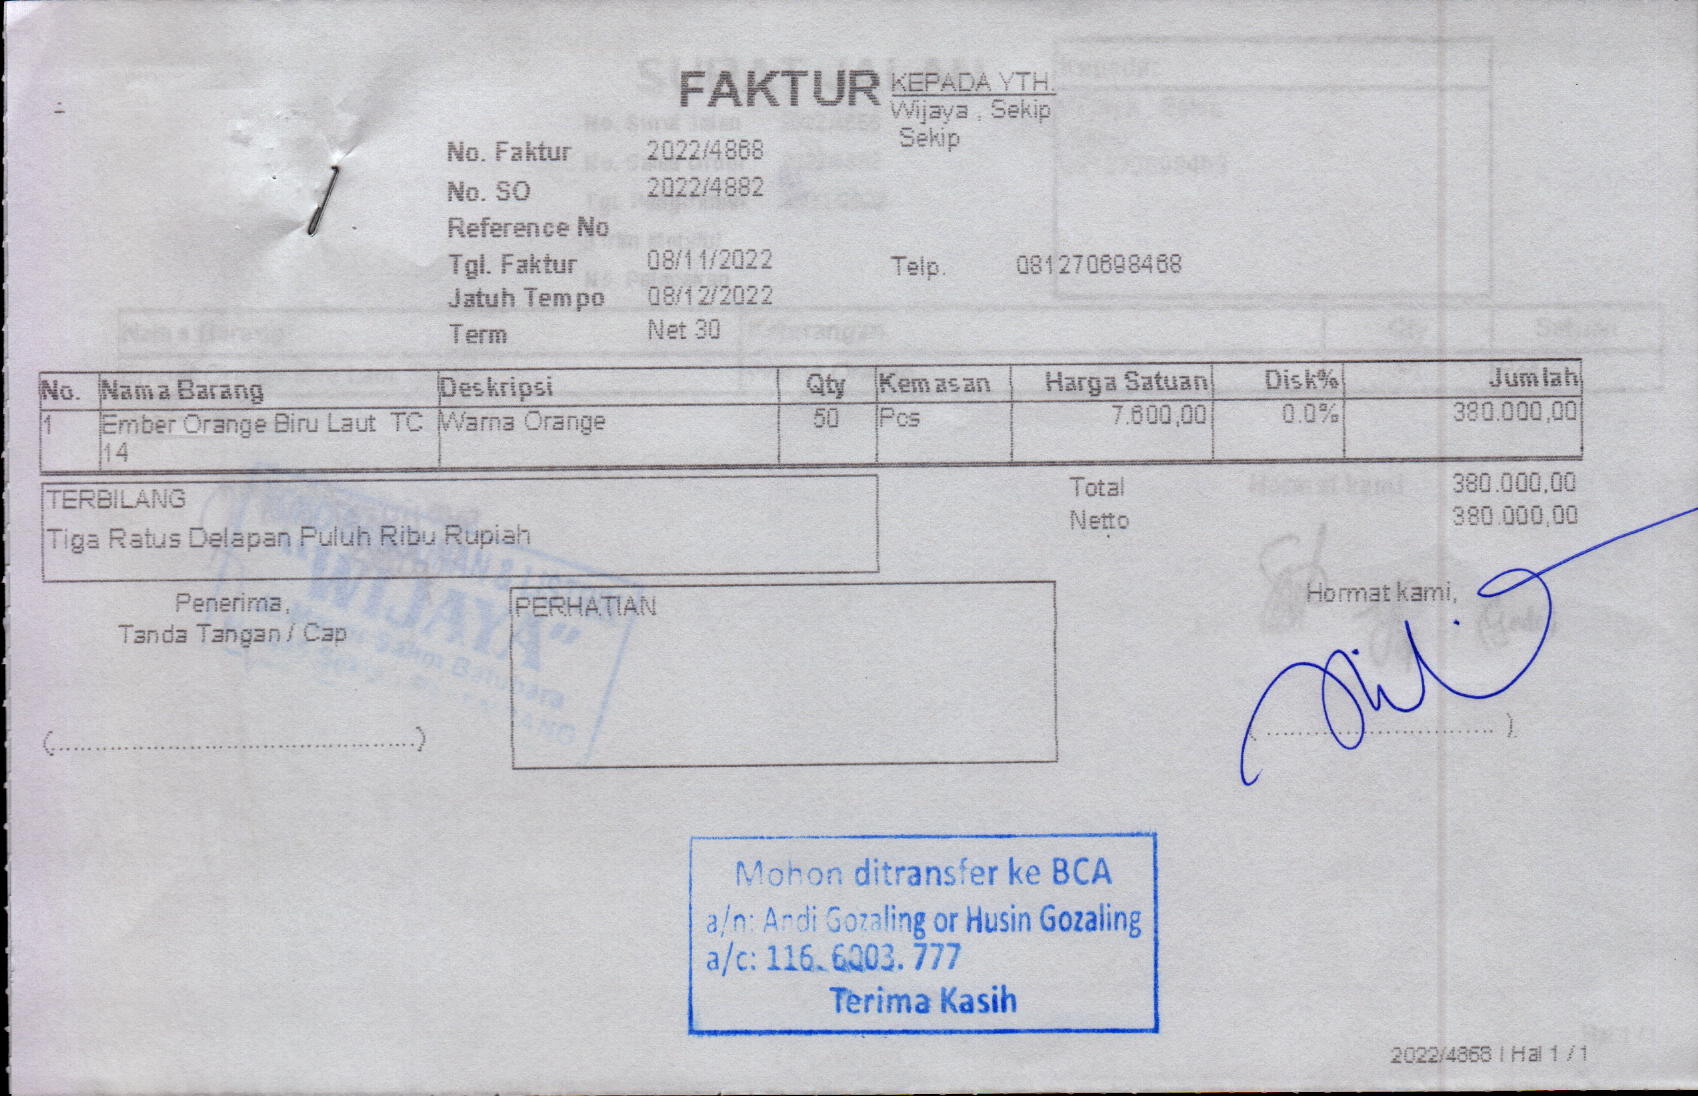 FAKTUR
KEPADA YTH.
Wijaya , Sekip
Sekip
No. Faktur 2022/4868
No. SO 2022/4882
Reference No
Tgl. Faktur 08/11/2022
Telp. 081270698468
Jatuh Tempo 08/12/2022
Term Net 30
No. Nama Barang Deskripsi Qty Kemasan Harga Satuan Disk% Jumlah
1 Ember Orange Biru Laut TC Warna Orange 50 Pcs 7.600,00 0.0% 380.000,00
14
TERBILANG
Tiga Ratus Delapan Puluh Ribu Rupiah
Total 380.000,00
Netto 380.000,00
Penerima,
Tanda Tangan / Cap
PERHATIAN
Hormat kami,
"WIJAYA"
(............................................)
( .............................. )
Mohon ditransfer ke BCA
a/n: Andi Gozaling or Husin Gozaling
a/c: 116. 6003. 777
Terima Kasih
2022/4868 | Hal 1 / 1